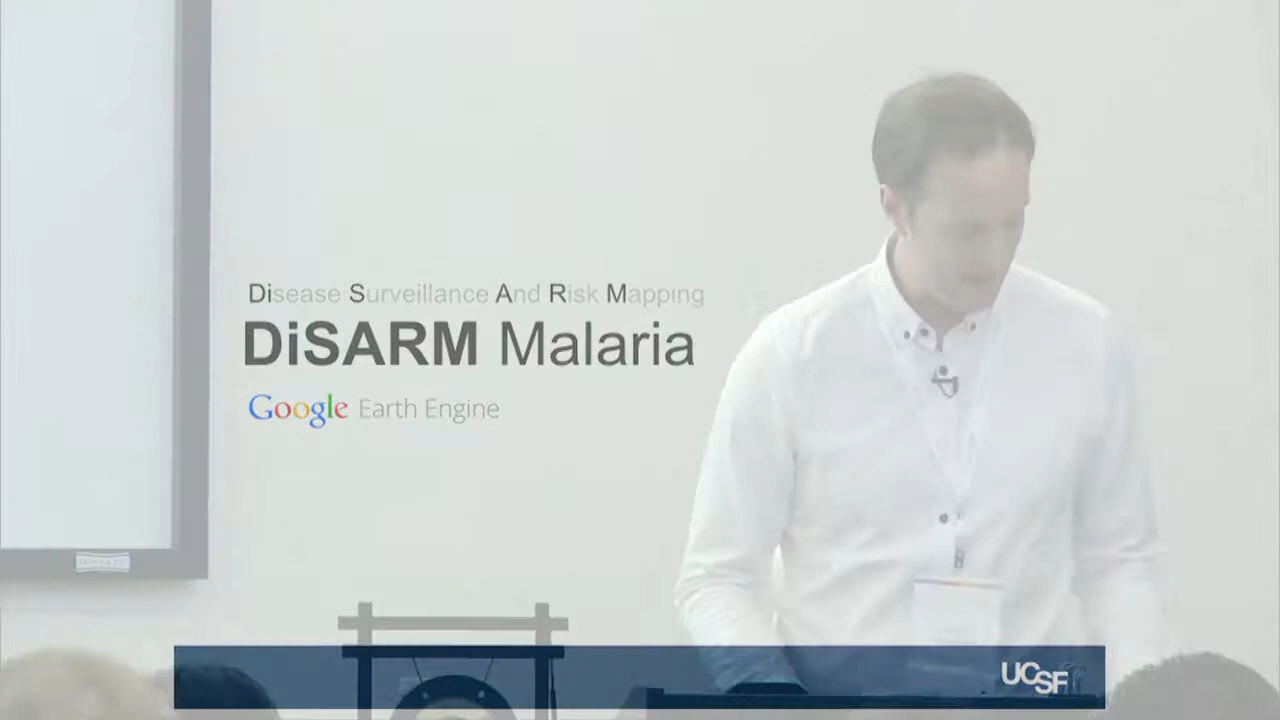 Disease Surveillance And Risk Mapping
DiSARM Malaria
Google Earth Engine
UCSF